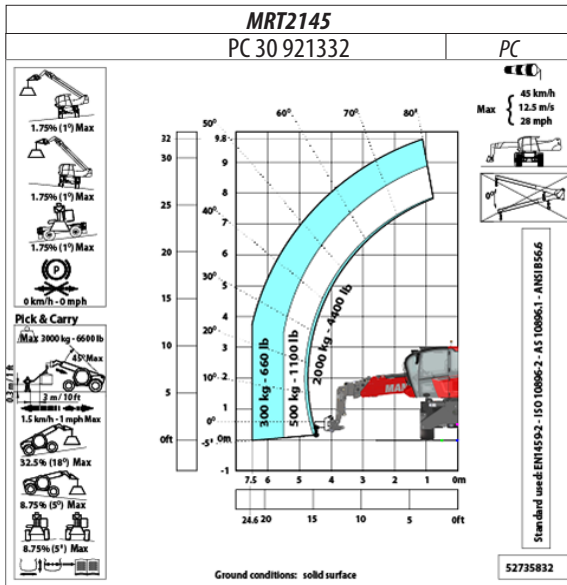 MRT2145
PC 30 921332
PC
1.75% (1°) Max
1.75% (1°) Max
1.75% (1°) Max
P
0 km/h - 0 mph
Pick & Carry
Max 3000 kg - 6600 lb
45° Max
0.3 m / 1 ft
3 m / 10 ft
1.5 km/h - 1 mph Max
32.5% (18°) Max
8.75% (5°) Max
8.75% (5°) Max
45 km/h
Max 12.5 m/s
28 mph
0°
50° 60° 70° 80°
40°
30°
20°
10°
0°
-5°
32 9.8
30 9
8
25 7
6
20
5
15 4
10 3
2
5
1
0ft 0m
-1
300 kg - 660 lb
500 kg - 1100 lb
2000 kg - 4400 lb
MAN
7.5 6 5 4 3 2 1 0m
24.6 20 15 10 5 0ft
Ground conditions: solid surface
Standard used: EN1459-2 - ISO 10896-2 - AS 10896.1 - ANSI B56.6
52735832